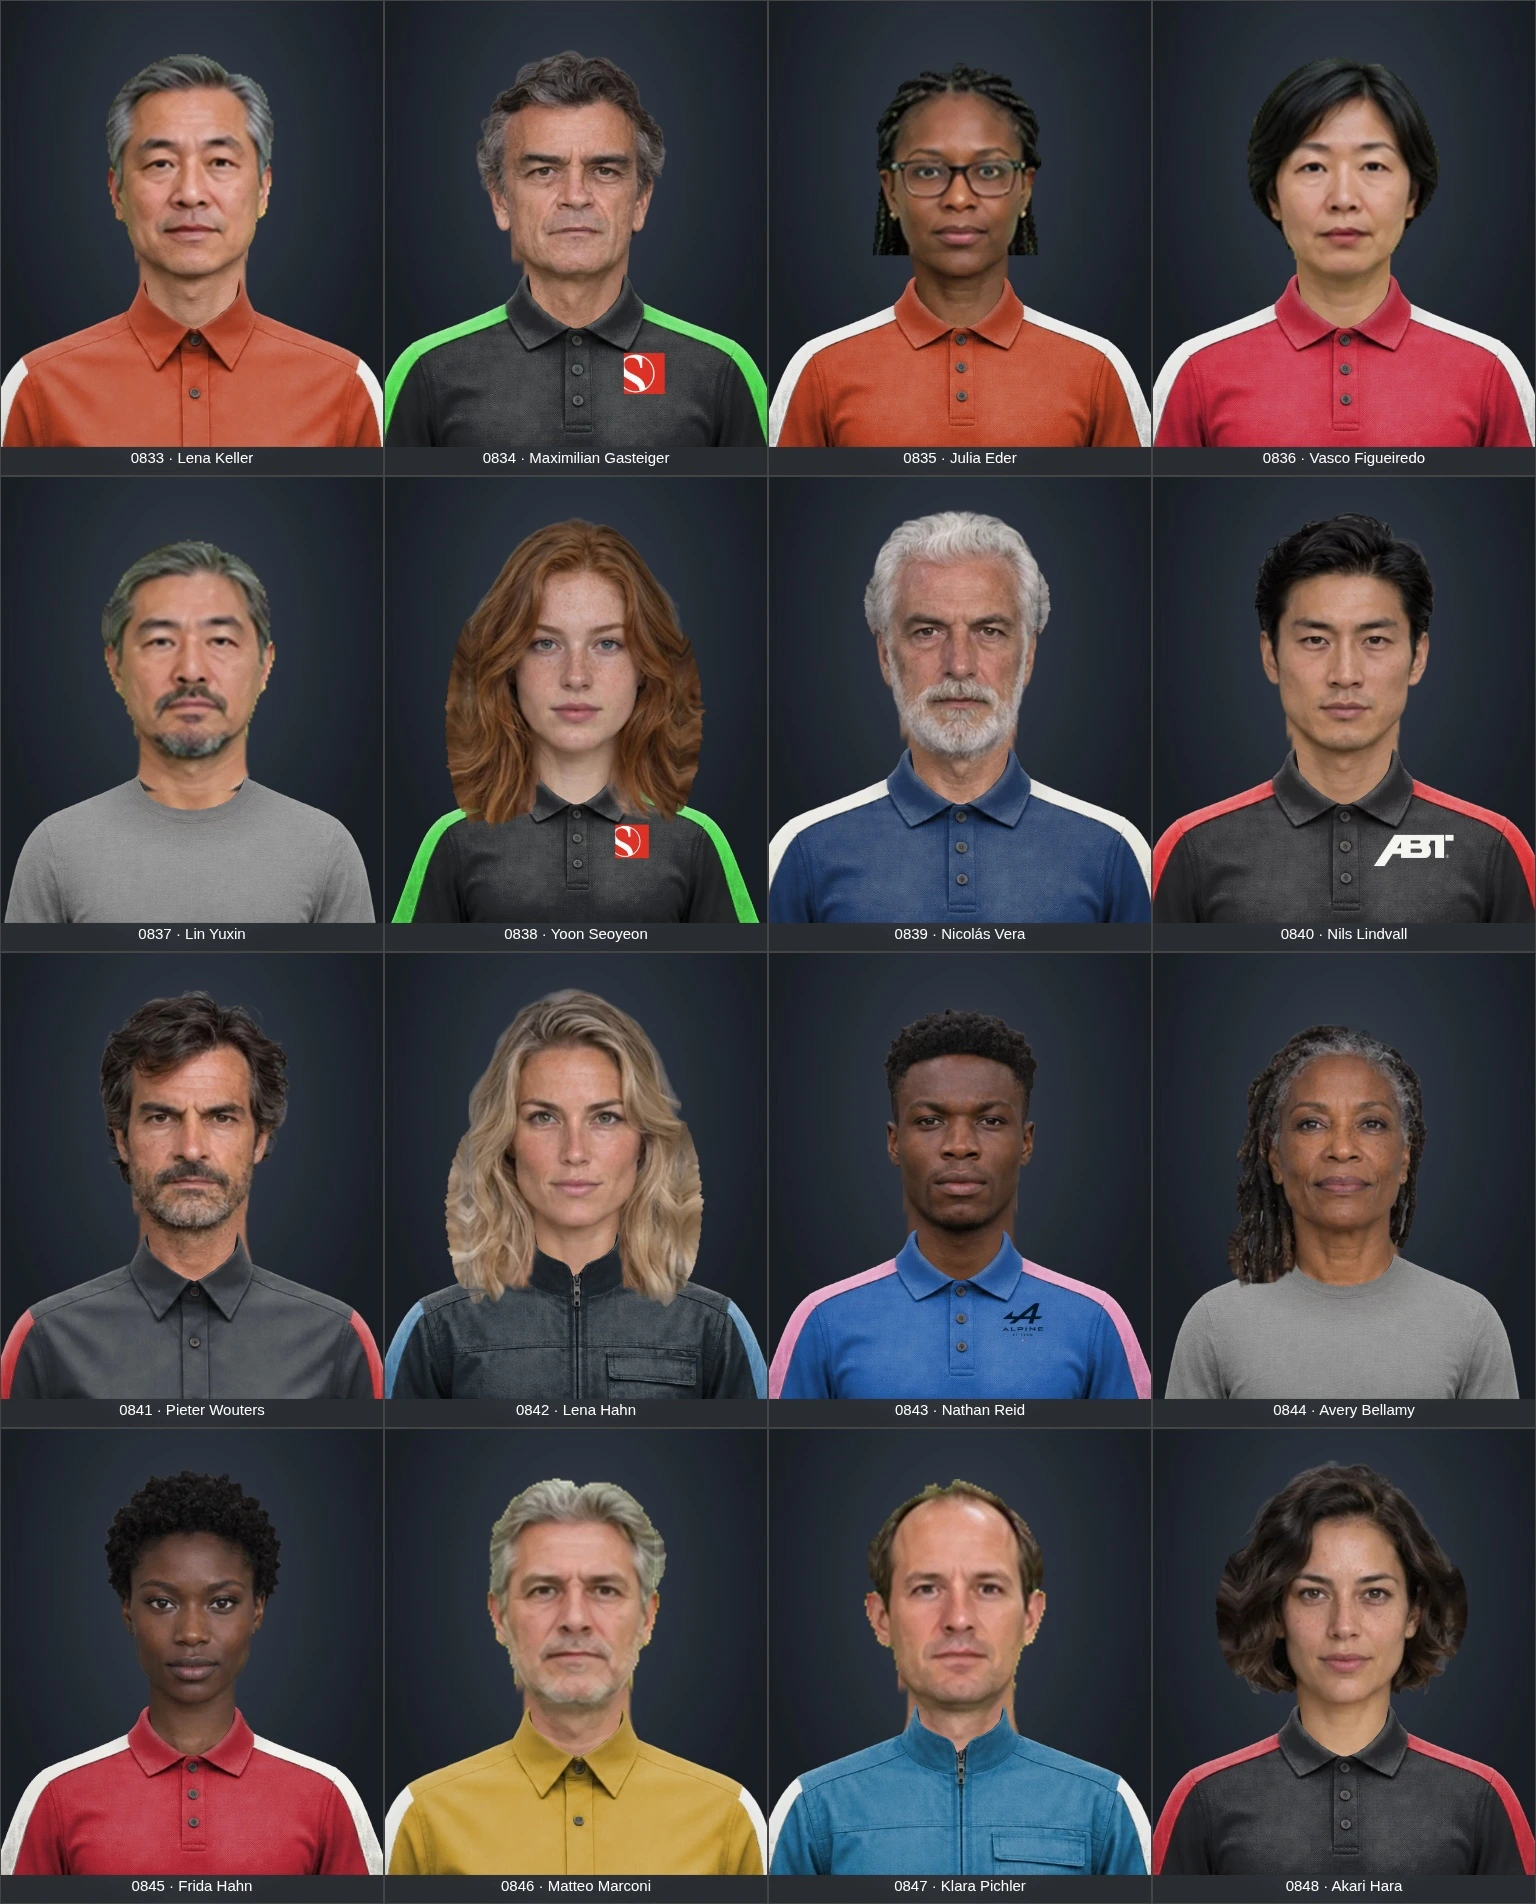 0833 · Lena Keller
S
0834 · Maximilian Gasteiger
0835 · Julia Eder
0836 · Vasco Figueiredo
0837 · Lin Yuxin
S
0838 · Yoon Seoyeon
0839 · Nicolás Vera
ABT
0840 · Nils Lindvall
0841 · Pieter Wouters
0842 · Lena Hahn
A
ALPINE
0843 · Nathan Reid
0844 · Avery Bellamy
0845 · Frida Hahn
0846 · Matteo Marconi
0847 · Klara Pichler
0848 · Akari Hara